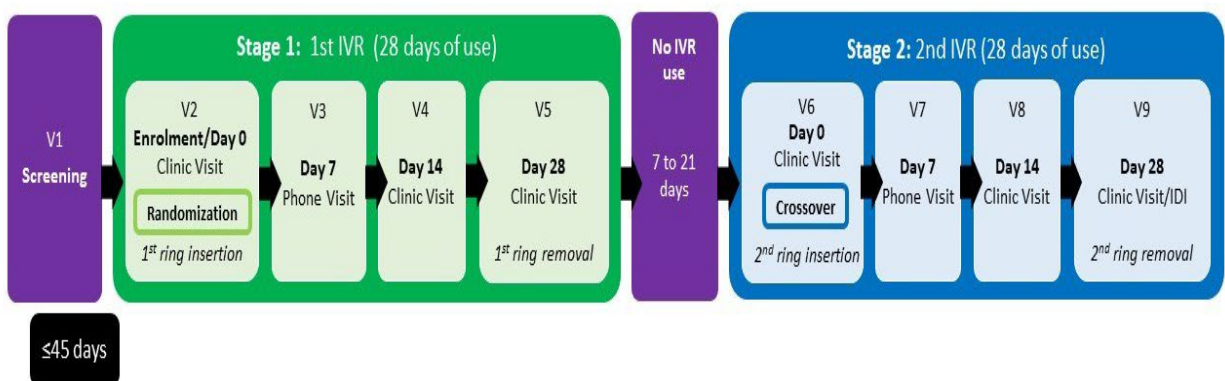 V1
Screening
≤45 days
Stage 1: 1st IVR (28 days of use)
V2
Enrolment/Day 0
Clinic Visit
Randomization
1st ring insertion
V3
Day 7
Phone Visit
V4
Day 14
Clinic Visit
V5
Day 28
Clinic Visit
1st ring removal
No IVR
use
7 to 21
days
Stage 2: 2nd IVR (28 days of use)
V6
Day 0
Clinic Visit
Crossover
2nd ring insertion
V7
Day 7
Phone Visit
V8
Day 14
Clinic Visit
V9
Day 28
Clinic Visit/IDI
2nd ring removal